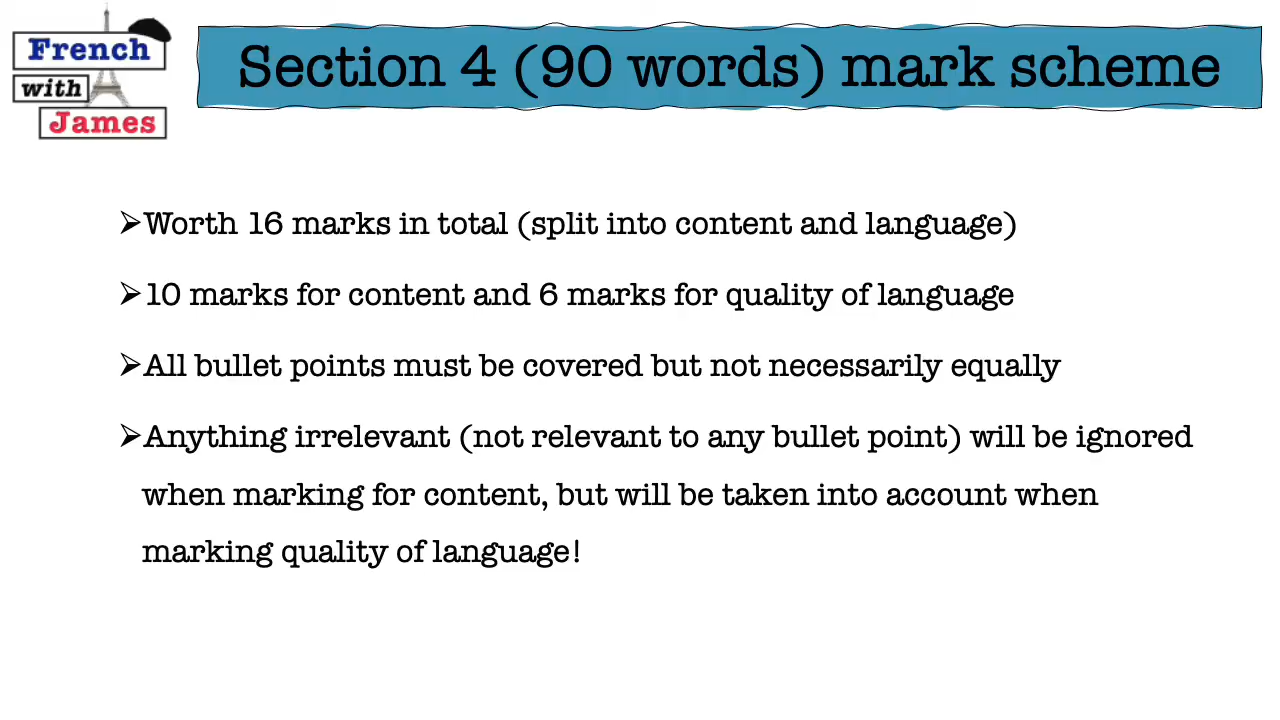 French
with
James
Section 4 (90 words) mark scheme
➢Worth 16 marks in total (split into content and language)
➢10 marks for content and 6 marks for quality of language
➢All bullet points must be covered but not necessarily equally
➢Anything irrelevant (not relevant to any bullet point) will be ignored
when marking for content, but will be taken into account when
marking quality of language!